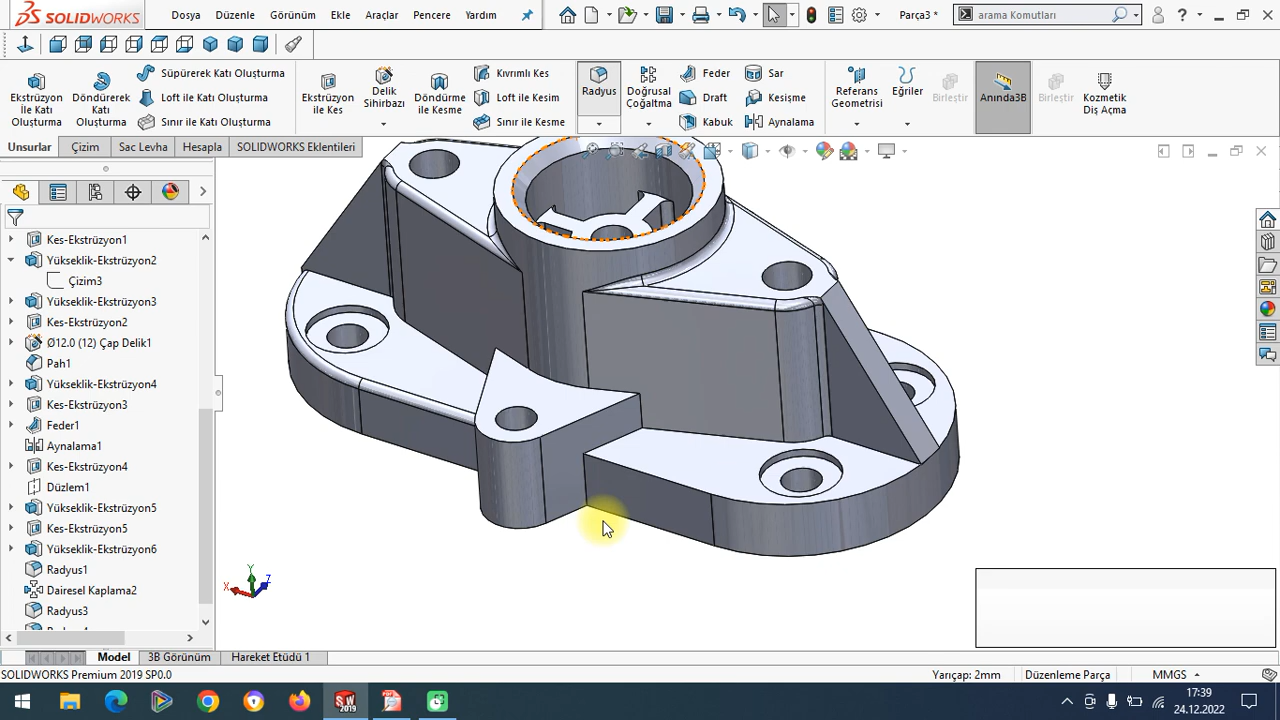 SOLIDWORKS Dosya Düzenle Görünüm Ekle Araçlar Pencere Yardım Parça3 arama Komutları ?
Ekstrüzyon ile Katı Oluşturma
Döndürerek Katı Oluşturma
Süpürerek Katı Oluşturma
Loft ile Katı Oluşturma
Sınır ile Katı Oluşturma
Ekstrüzyon ile Kes
Delik Sihirbazı
Döndürme ile Kesme
Kıvrımlı Kes
Loft ile Kesim
Sınır ile Kesme
Radyus
Doğrusal Çoğaltma
Feder
Draft
Kabuk
Sar
Kesişme
Aynalama
Referans Geometrisi
Eğriler
Birleştir
Anında3B
Birleştir
Kozmetik Diş Açma
Unsurlar Çizim Sac Levha Hesapla SOLIDWORKS Eklentileri
Kes-Ekstrüzyon1
Yükseklik-Ekstrüzyon2
Çizim3
Yükseklik-Ekstrüzyon3
Kes-Ekstrüzyon2
Ø12.0 (12) Çap Delik1
Pah1
Yükseklik-Ekstrüzyon4
Kes-Ekstrüzyon3
Feder1
Aynalama1
Kes-Ekstrüzyon4
Düzlem1
Yükseklik-Ekstrüzyon5
Kes-Ekstrüzyon5
Yükseklik-Ekstrüzyon6
Radyus1
Dairesel Kaplama2
Radyus3
Y
X
Z
Model 3B Görünüm Hareket Etüdü 1
SOLIDWORKS Premium 2019 SP0.0 Yarıçap: 2mm Düzenleme Parça MMGS
SW 2019
17:39
24.12.2022